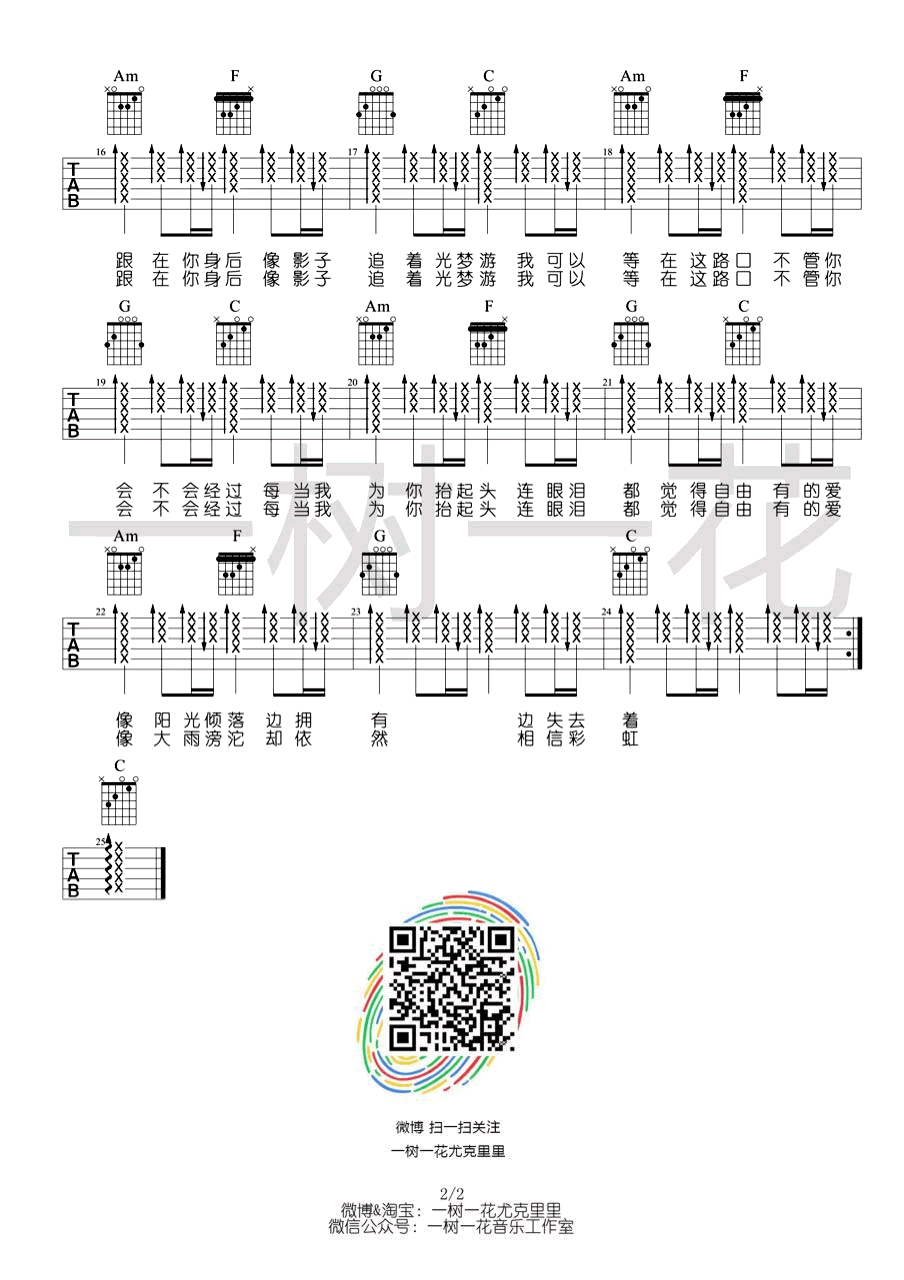 Am F G C Am F
16 17 18
TAB
跟 在 你 身 后 像 影 子 追 着 光 梦 游 我 可 以 等 在 这 路 口 不 管 你
跟 在 你 身 后 像 影 子 追 着 光 梦 游 我 可 以 等 在 这 路 口 不 管 你
G C Am F G C
19 20 21
TAB
会 不 会 经 过 每 当 我 为 你 抬 起 头 连 眼 泪 都 觉 得 自 由 有 的 爱
会 不 会 经 过 每 当 我 为 你 抬 起 头 连 眼 泪 都 觉 得 自 由 有 的 爱
一树一花
Am F G C
22 23 24
TAB
像 阳 光 倾 落 边 拥 有 边 失 去 着
像 大 雨 滂 沱 却 依 然 相 信 彩 虹
C
25
TAB
微博 扫一扫关注
一树一花尤克里里
2/2
微博&淘宝：一树一花尤克里里
微信公众号：一树一花音乐工作室